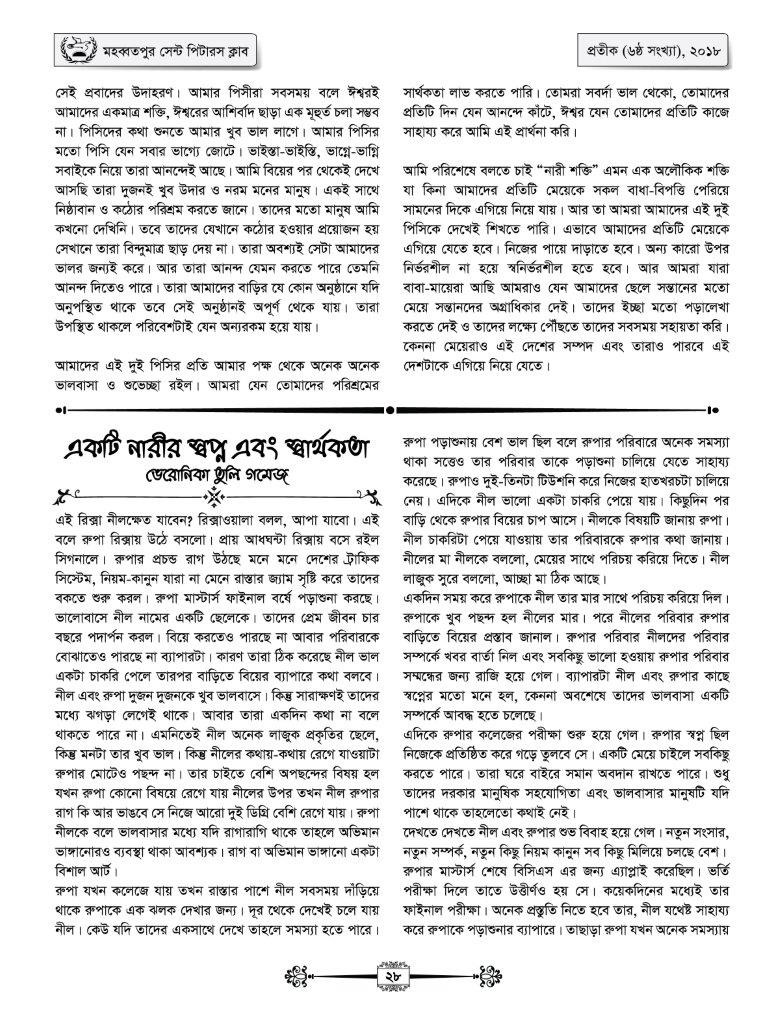 মহব্বতপুর সেন্ট পিটারস ক্লাব
প্রতীক (৬ষ্ঠ সংখ্যা), ২০১৮
সেই প্রবাদের উদাহরণ। আমার পিসীরা সবসময় বলে ঈশ্বরই
আমাদের একমাত্র শক্তি, ঈশ্বরের আশির্বাদ ছাড়া এক মূহুর্ত চলা সম্ভব
না। পিসিদের কথা শুনতে আমার খুব ভাল লাগে। আমার পিসির
মতো পিসি যেন সবার ভাগ্যে জোটে। ভাইস্তা-ভাইস্তি, ভাগ্নে-ভাগ্নি
সবাইকে নিয়ে তারা আনন্দেই আছে। আমি বিয়ের পর থেকেই দেখে
আসছি তারা দুজনই খুব উদার ও নরম মনের মানুষ। একই সাথে
নিষ্ঠাবান ও কঠোর পরিশ্রম করতে জানে। তাদের মতো মানুষ আমি
কখনো দেখিনি। তবে তাদের যেখানে কঠোর হওয়ার প্রয়োজন হয়
সেখানে তারা বিন্দুমাত্র ছাড় দেয় না। তারা অবশ্যই সেটা আমাদের
ভালর জন্যই করে। আর তারা আনন্দ যেমন করতে পারে তেমনি
আনন্দ দিতেও পারে। তারা আমাদের বাড়ির যে কোন অনুষ্ঠানে যদি
অনুপস্থিত থাকে তবে সেই অনুষ্ঠানই অপূর্ণ থেকে যায়। তারা
উপস্থিত থাকলে পরিবেশটাই যেন অন্যরকম হয়ে যায়।
আমাদের এই দুই পিসির প্রতি আমার পক্ষ থেকে অনেক অনেক
ভালবাসা ও শুভেচ্ছা রইল। আমরা যেন তোমাদের পরিশ্রমের
সার্থকতা লাভ করতে পারি। তোমরা সবর্দা ভাল থেকো, তোমাদের
প্রতিটি দিন যেন আনন্দে কাঁটে, ঈশ্বর যেন তোমাদের প্রতিটি কাজে
সাহায্য করে আমি এই প্রার্থনা করি।
আমি পরিশেষে বলতে চাই “নারী শক্তি” এমন এক অলৌকিক শক্তি
যা কিনা আমাদের প্রতিটি মেয়েকে সকল বাধা-বিপত্তি পেরিয়ে
সামনের দিকে এগিয়ে নিয়ে যায়। আর তা আমরা আমাদের এই দুই
পিসিকে দেখেই শিখতে পারি। এভাবে আমাদের প্রতিটি মেয়েকে
এগিয়ে যেতে হবে। নিজের পায়ে দাড়াতে হবে। অন্য কারো উপর
নির্ভরশীল না হয়ে স্বনির্ভরশীল হতে হবে। আর আমরা যারা
বাবা-মায়েরা আছি আমরাও যেন আমাদের ছেলে সন্তানের মতো
মেয়ে সন্তানদের অগ্রাধিকার দেই। তাদের ইচ্ছা মতো পড়ালেখা
করতে দেই ও তাদের লক্ষ্যে পৌঁছতে তাদের সবসময় সহায়তা করি।
কেননা মেয়েরাও এই দেশের সম্পদ এবং তারাও পারবে এই
দেশটাকে এগিয়ে নিয়ে যেতে।
একটি নারীর স্বপ্ন এবং স্বার্থকতা
ভেরোনিকা তুলি গমেজ
এই রিক্সা নীলক্ষেত যাবেন? রিক্সাওয়ালা বলল, আপা যাবো। এই
বলে রুপা রিক্সায় উঠে বসলো। প্রায় আধঘন্টা রিক্সায় বসে রইল
সিগনালে। রুপার প্রচন্ড রাগ উঠছে মনে মনে দেশের ট্রাফিক
সিস্টেম, নিয়ম-কানুন যারা না মেনে রাস্তার জ্যাম সৃষ্টি করে তাদের
বকতে শুরু করল। রুপা মাস্টার্স ফাইনাল বর্ষে পড়াশুনা করছে।
ভালোবাসে নীল নামের একটি ছেলেকে। তাদের প্রেম জীবন চার
বছরে পদার্পন করল। বিয়ে করতেও পারছে না আবার পরিবারকে
বোঝাতেও পারছে না ব্যাপারটা। কারণ তারা ঠিক করেছে নীল ভাল
একটা চাকরি পেলে তারপর বাড়িতে বিয়ের ব্যাপারে কথা বলবে।
নীল এবং রুপা দুজন দুজনকে খুব ভালবাসে। কিন্তু সারাক্ষণই তাদের
মধ্যে ঝগড়া লেগেই থাকে। আবার তারা একদিন কথা না বলে
থাকতে পারে না। এমনিতেই নীল অনেক লাজুক প্রকৃতির ছেলে,
কিন্তু মনটা তার খুব ভাল। কিন্তু নীলের কথায়-কথায় রেগে যাওয়াটা
রুপার মোটেও পছন্দ না। তার চাইতে বেশি অপছন্দের বিষয় হল
যখন রুপা কোনো বিষয়ে রেগে যায় নীলের উপর তখন নীল রুপার
রাগ কি আর ভাঙবে সে নিজে আরো দুই ডিগ্রি বেশি রেগে যায়। রুপা
নীলকে বলে ভালবাসার মধ্যে যদি রাগারাগি থাকে তাহলে অভিমান
ভাঙ্গানোরও ব্যবস্থা থাকা আবশ্যক। রাগ বা অভিমান ভাঙ্গানো একটা
বিশাল আর্ট।
রুপা যখন কলেজে যায় তখন রাস্তার পাশে নীল সবসময় দাঁড়িয়ে
থাকে রুপাকে এক ঝলক দেখার জন্য। দূর থেকে দেখেই চলে যায়
নীল। কেউ যদি তাদের একসাথে দেখে তাহলে সমস্যা হতে পারে।
রুপা পড়াশুনায় বেশ ভাল ছিল বলে রুপার পরিবারে অনেক সমস্যা
থাকা সত্তেও তার পরিবার তাকে পড়াশুনা চালিয়ে যেতে সাহায্য
করেছে। রুপাও দুই-তিনটা টিউশনি করে নিজের হাতখরচটা চালিয়ে
নেয়। এদিকে নীল ভালো একটা চাকরি পেয়ে যায়। কিছুদিন পর
বাড়ি থেকে রুপার বিয়ের চাপ আসে। নীলকে বিষয়টি জানায় রুপা।
নীল চাকরিটা পেয়ে যাওয়ায় তার পরিবারকে রুপার কথা জানায়।
নীলের মা নীলকে বললো, মেয়ের সাথে পরিচয় করিয়ে দিতে। নীল
লাজুক সুরে বললো, আচ্ছা মা ঠিক আছে।
একদিন সময় করে রুপাকে নীল তার মার সাথে পরিচয় করিয়ে দিল।
রুপাকে খুব পছন্দ হল নীলের মার। পরে নীলের পরিবার রুপার
বাড়িতে বিয়ের প্রস্তাব জানাল। রুপার পরিবার নীলদের পরিবার
সম্পর্কে খবর বার্তা নিল এবং সবকিছু ভালো হওয়ায় রুপার পরিবার
সম্মন্ধের জন্য রাজি হয়ে গেল। ব্যাপারটা নীল এবং রুপার কাছে
স্বপ্নের মতো মনে হল, কেননা অবশেষে তাদের ভালবাসা একটি
সম্পর্কে আবদ্ধ হতে চলেছে।
এদিকে রুপার কলেজের পরীক্ষা শুরু হয়ে গেল। রুপার স্বপ্ন ছিল
নিজেকে প্রতিষ্ঠিত করে গড়ে তুলবে সে। একটি মেয়ে চাইলে সবকিছু
করতে পারে। তারা ঘরে বাইরে সমান অবদান রাখতে পারে। শুধু
তাদের দরকার মানুষিক সহযোগিতা এবং ভালবাসার মানুষটি যদি
পাশে থাকে তাহলেতো কথাই নেই।
দেখতে দেখতে নীল এবং রুপার শুভ বিবাহ হয়ে গেল। নতুন সংসার,
নতুন সম্পর্ক, নতুন কিছু নিয়ম কানুন সব কিছু মিলিয়ে চলছে বেশ।
রুপার মাস্টার্স শেষে বিসিএস এর জন্য এ্যাপ্লাই করেছিল। ভর্তি
পরীক্ষা দিলে তাতে উত্তীর্ণও হয় সে। কয়েকদিনের মধ্যেই তার
ফাইনাল পরীক্ষা। অনেক প্রস্তুতি নিতে হবে তার, নীল যথেষ্ট সাহায্য
করে রুপাকে পড়াশুনার ব্যাপারে। তাছাড়া রুপা যখন অনেক সমস্যায়
২৮